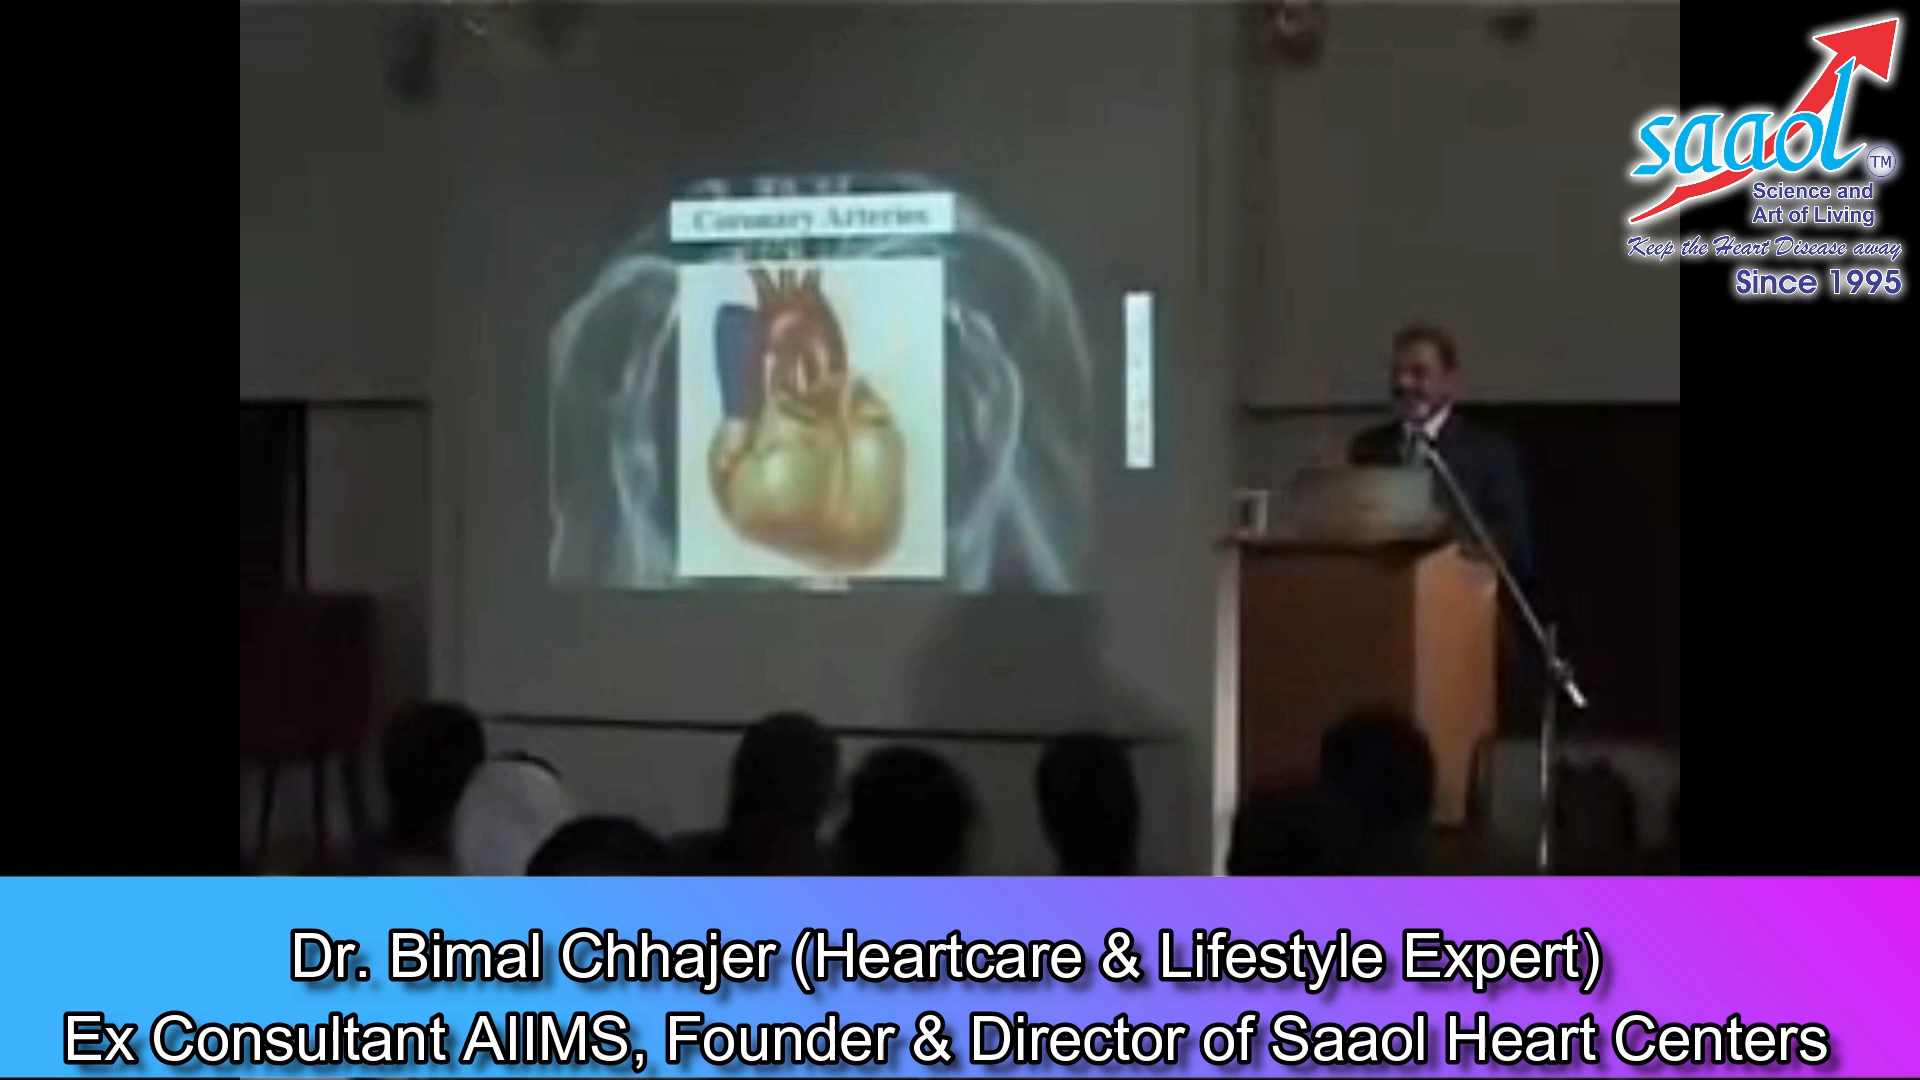 saaol
TM
Science and
Art of Living
Keep the Heart Disease away
Since 1995
Coronary Arteries
Dr. Bimal Chhajer (Heartcare & Lifestyle Expert)
Ex Consultant AIIMS, Founder & Director of Saaol Heart Centers